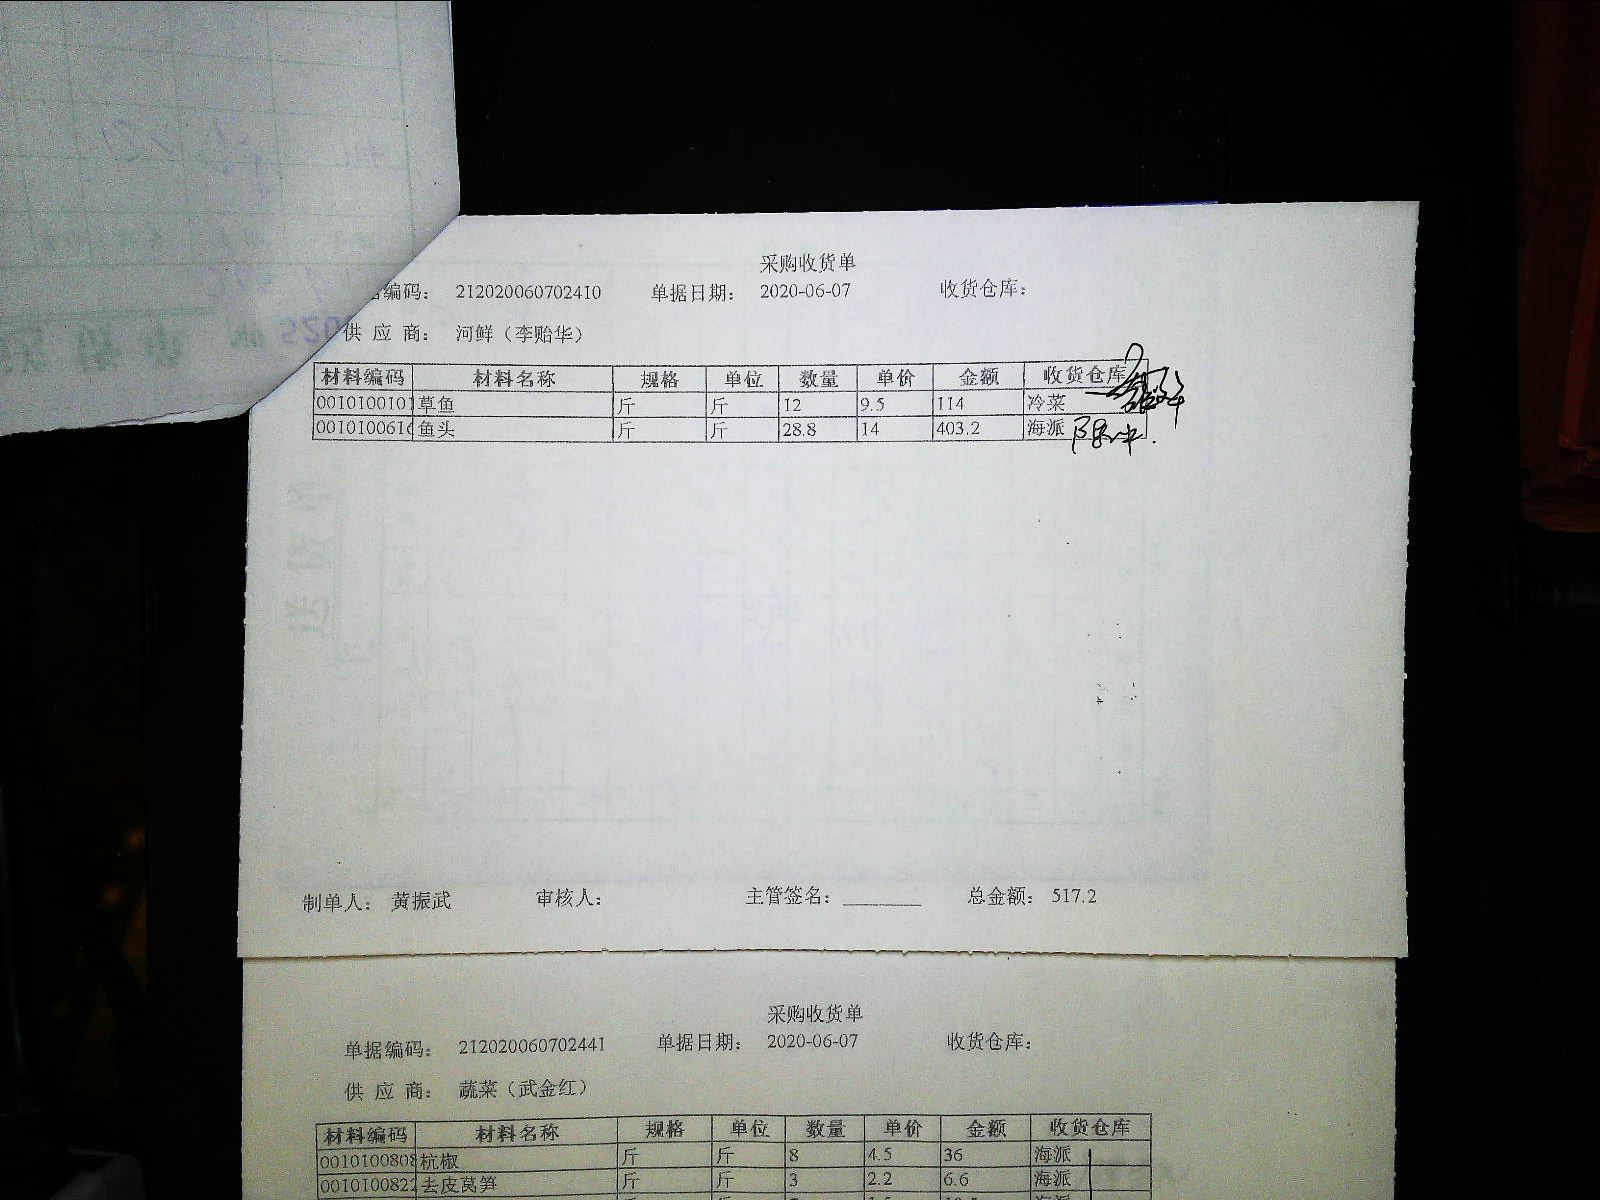 采购收货单
据编码： 212020060702410 单据日期： 2020-06-07 收货仓库：
供 应 商： 河鲜（李贻华）
材料编码 材料名称 规格 单位 数量 单价 金额 收货仓库
0010100101 草鱼 斤 斤 12 9.5 114 冷菜
0010100616 鱼头 斤 斤 28.8 14 403.2 海派
制单人： 黄振武 审核人： 主管签名： 总金额： 517.2
采购收货单
单据编码： 212020060702441 单据日期： 2020-06-07 收货仓库：
供 应 商： 蔬菜（武金红）
材料编码 材料名称 规格 单位 数量 单价 金额 收货仓库
0010100808 杭椒 斤 斤 8 4.5 36 海派
0010100822 去皮莴笋 斤 斤 3 2.2 6.6 海派